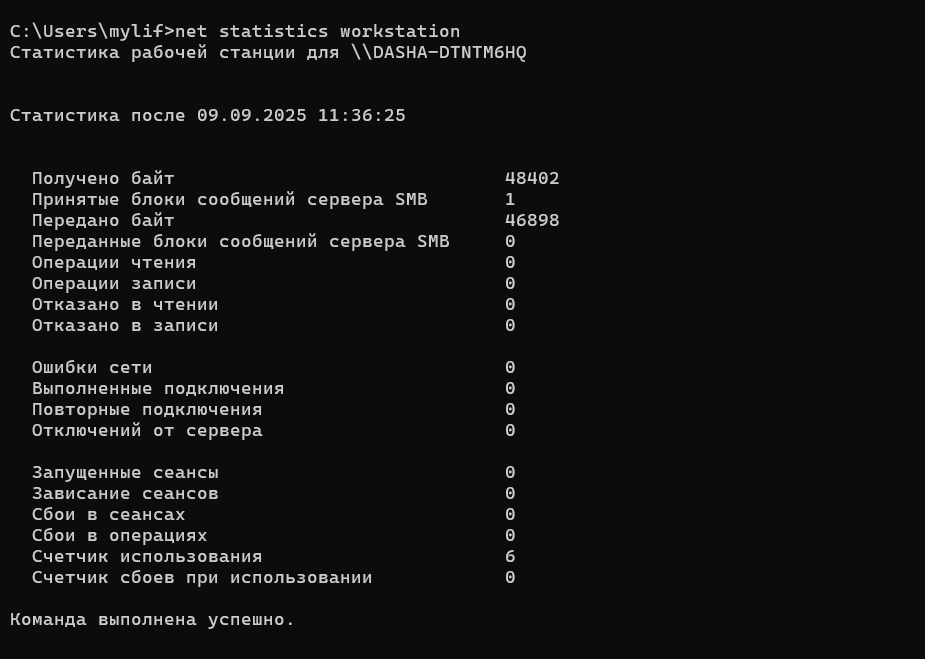 C:\Users\mylif>net statistics workstation
Статистика рабочей станции для \\DASHA-DTNTM6HQ
Статистика после 09.09.2025 11:36:25
Получено байт 48402
Принятые блоки сообщений сервера SMB 1
Передано байт 46898
Переданные блоки сообщений сервера SMB 0
Операции чтения 0
Операции записи 0
Отказано в чтении 0
Отказано в записи 0
Ошибки сети 0
Выполненные подключения 0
Повторные подключения 0
Отключений от сервера 0
Запущенные сеансы 0
Зависание сеансов 0
Сбои в сеансах 0
Сбои в операциях 0
Счетчик использования 6
Счетчик сбоев при использовании 0
Команда выполнена успешно.